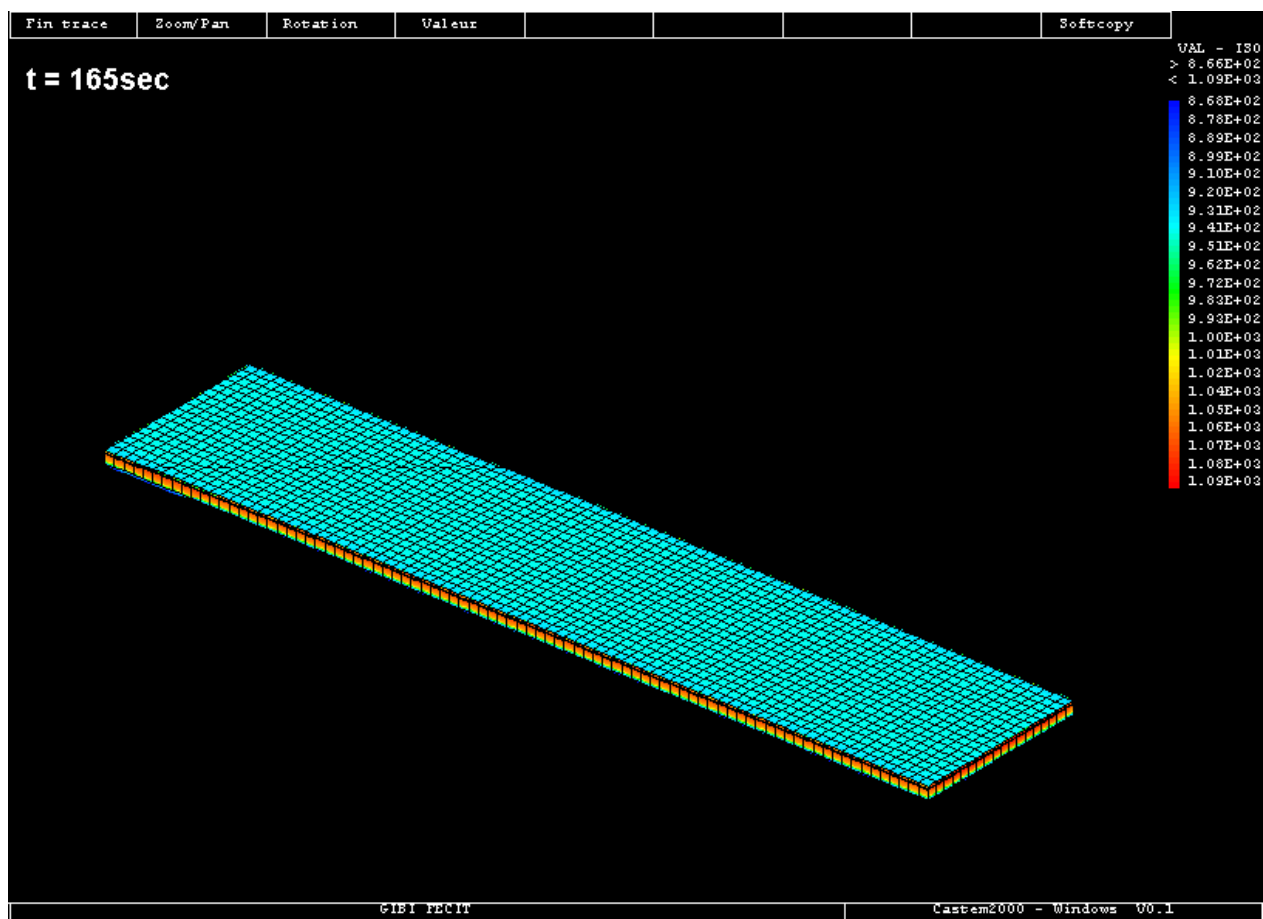 Fin trace Zoom/Pan Rotation Valeur Softcopy
VAL - ISO
> 8.66E+02
< 1.09E+03
t = 165sec
8.68E+02
8.78E+02
8.89E+02
8.99E+02
9.10E+02
9.20E+02
9.31E+02
9.41E+02
9.51E+02
9.62E+02
9.72E+02
9.83E+02
9.93E+02
1.00E+03
1.01E+03
1.02E+03
1.04E+03
1.05E+03
1.06E+03
1.07E+03
1.08E+03
1.09E+03
GIBI FECIT Castem2000 - Windows V0.1